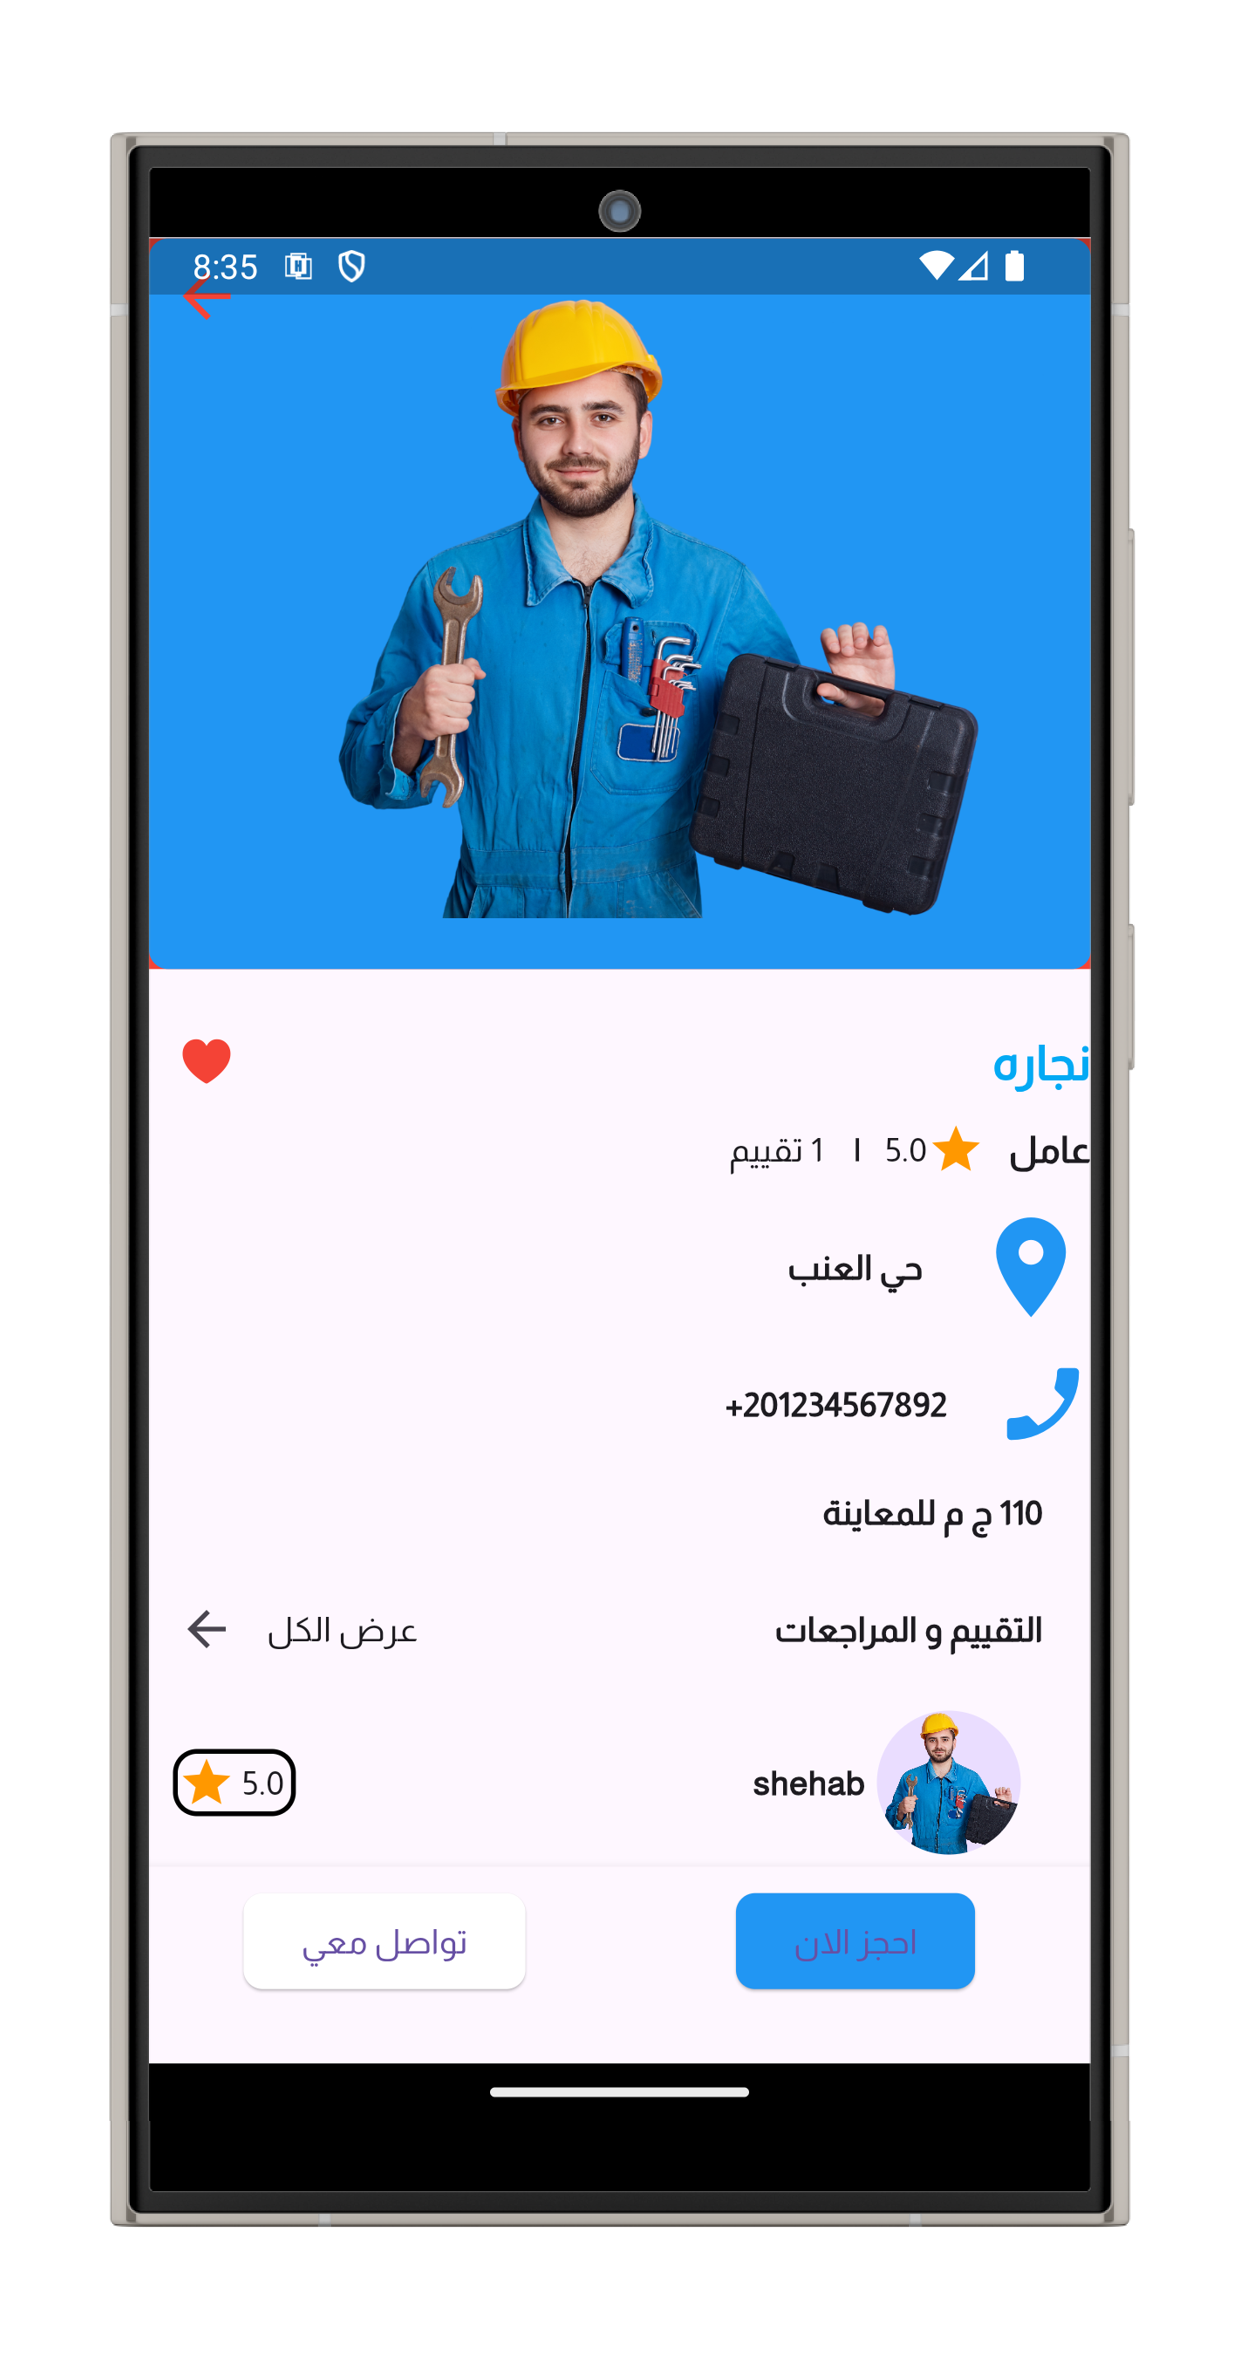 8:35
نجاره
عامل 5.0 | 1 تقييم
حي العنب
201234567892+
110 ج م للمعاينة
التقييم و المراجعات عرض الكل
shehab 5.0
احجز الان تواصل معي